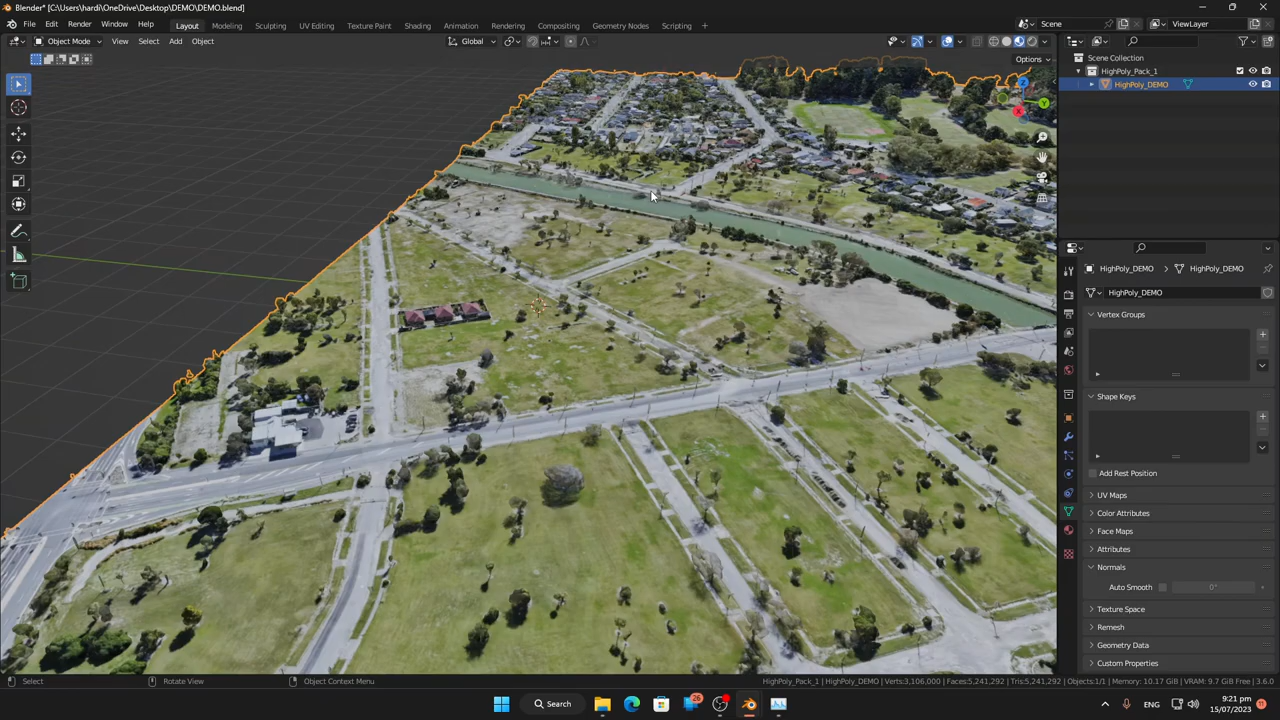 Blender* [C:\Users\hardi\OneDrive\Desktop\DEMO\DEMO.blend]
File Edit Render Window Help Layout Modeling Sculpting UV Editing Texture Paint Shading Animation Rendering Compositing Geometry Nodes Scripting + Scene ViewLayer
Object Mode View Select Add Object Global
Options
Scene Collection
HighPoly_Pack_1
HighPoly_DEMO
Z
Y
X
HighPoly_DEMO > HighPoly_DEMO
HighPoly_DEMO
Vertex Groups
Shape Keys
Add Rest Position
UV Maps
Color Attributes
Face Maps
Attributes
Normals
Auto Smooth 0°
Texture Space
Remesh
Geometry Data
Custom Properties
Select Rotate View Object Context Menu HighPoly_Pack_1 | HighPoly_DEMO | Verts:3,106,000 | Faces:5,241,292 | Tris:5,241,292 | Objects:1/1 | Memory: 10.17 GiB | VRAM: 9.7 GiB | 3.6.0
Search 26 ENG 9:21 pm
15/07/2023